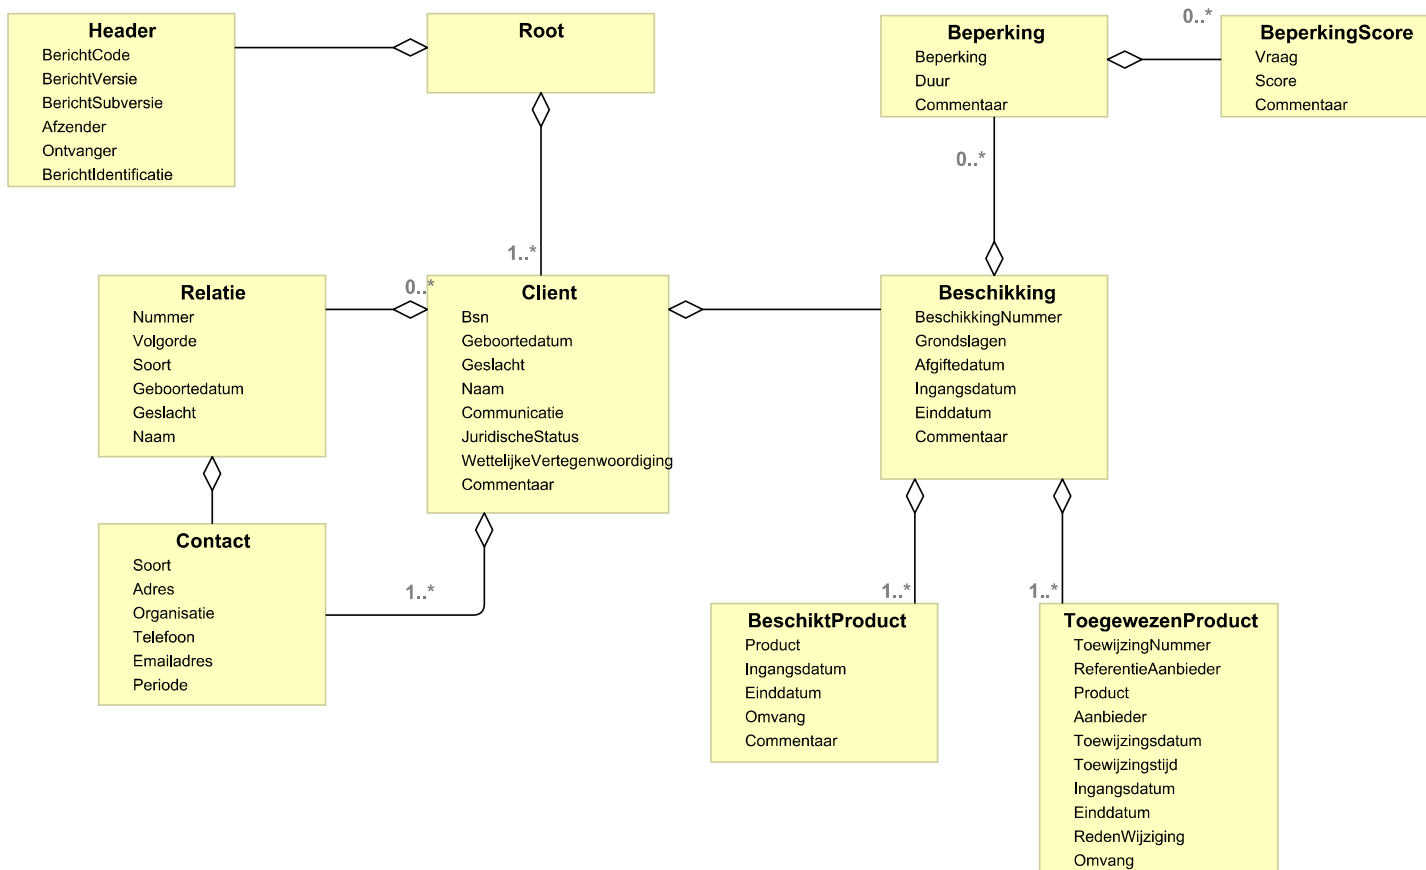 Header
BerichtCode
BerichtVersie
BerichtSubversie
Afzender
Ontvanger
BerichtIdentificatie
Root
Beperking
Beperking
Duur
Commentaar
0..*
BeperkingScore
Vraag
Score
Commentaar
0..*
1..*
Relatie
Nummer
Volgorde
Soort
Geboortedatum
Geslacht
Naam
0..*
Client
Bsn
Geboortedatum
Geslacht
Naam
Communicatie
JuridischeStatus
WettelijkeVertegenwoordiging
Commentaar
Beschikking
BeschikkingNummer
Grondslagen
Afgiftedatum
Ingangsdatum
Einddatum
Commentaar
Contact
Soort
Adres
Organisatie
Telefoon
Emailadres
Periode
1..*
1..*
1..*
BeschiktProduct
Product
Ingangsdatum
Einddatum
Omvang
Commentaar
ToegewezenProduct
ToewijzingNummer
ReferentieAanbieder
Product
Aanbieder
Toewijzingsdatum
Toewijzingstijd
Ingangsdatum
Einddatum
RedenWijziging
Omvang